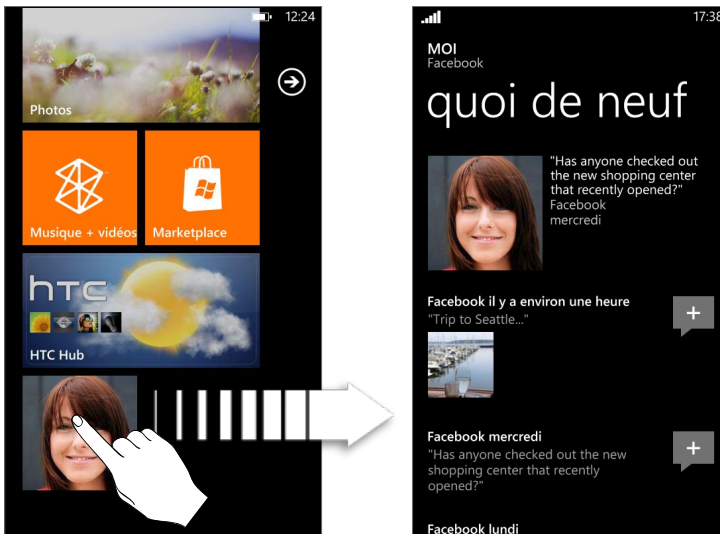 12:24
Photos
Musique + vidéos
Marketplace
hTC
HTC Hub
17:38
MOI
Facebook
quoi de neuf
"Has anyone checked out
the new shopping center
that recently opened?"
Facebook
mercredi
Facebook il y a environ une heure
"Trip to Seattle..."
Facebook mercredi
"Has anyone checked out the new
shopping center that recently
opened?"
Facebook lundi